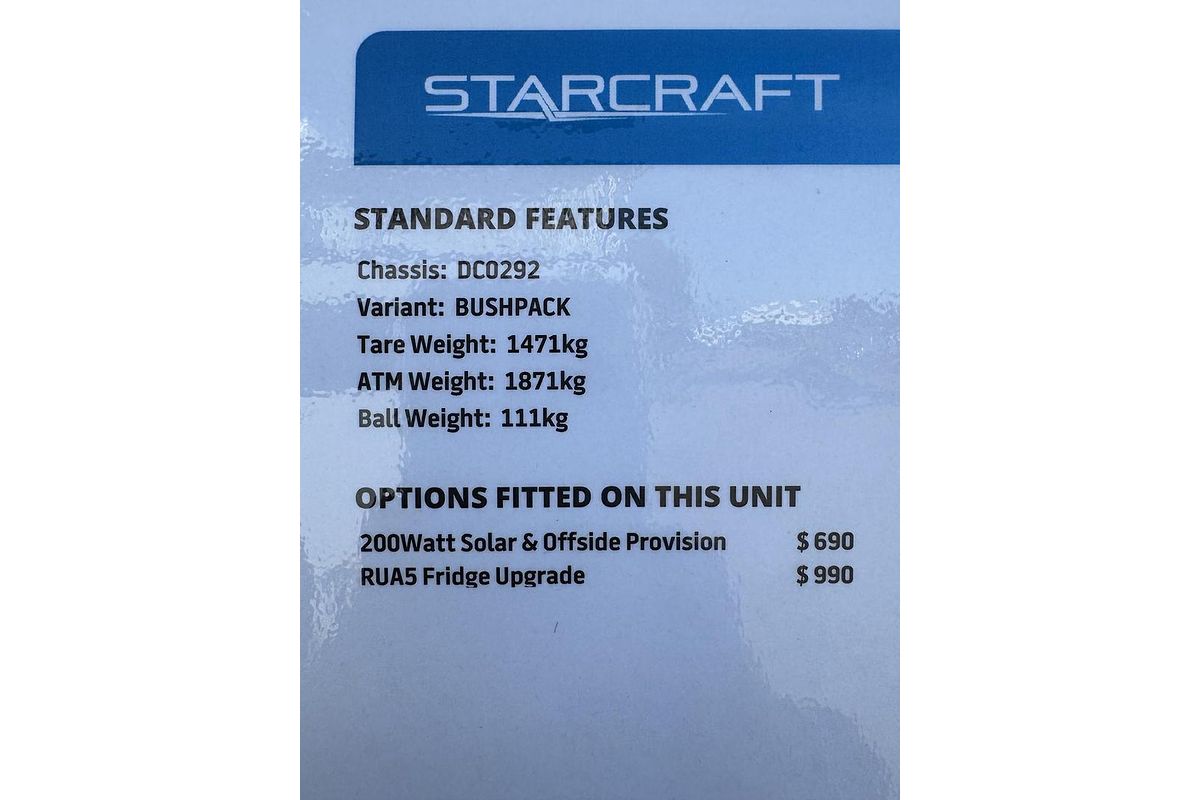 STARCRAFT
STANDARD FEATURES
Chassis: DC0292
Variant: BUSHPACK
Tare Weight: 1471kg
ATM Weight: 1871kg
Ball Weight: 111kg
OPTIONS FITTED ON THIS UNIT
200Watt Solar & Offside Provision $ 690
RUA5 Fridge Upgrade $ 990